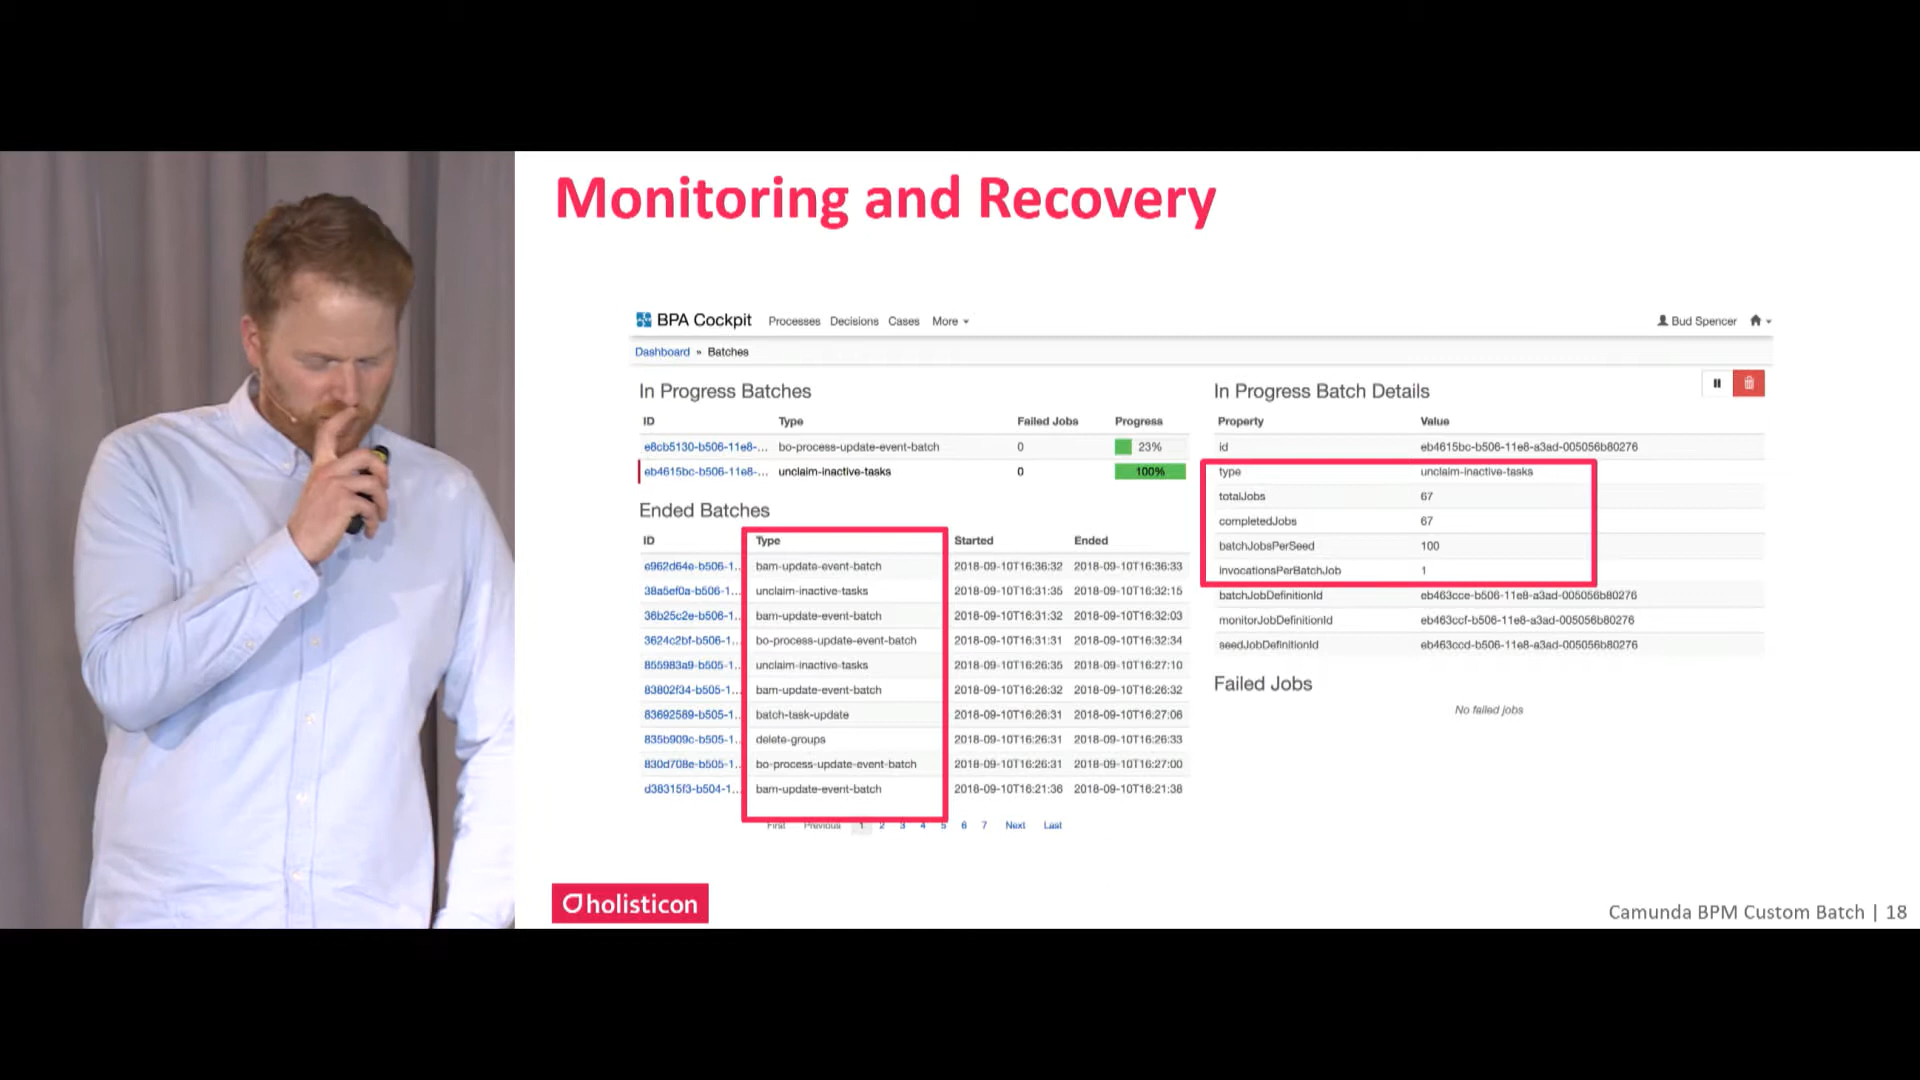 Monitoring and Recovery
BPA Cockpit Processes Decisions Cases More Bud Spencer
Dashboard » Batches
In Progress Batches
ID Type Failed Jobs Progress
e8cb5130-b506-11e8-... bo-process-update-event-batch 0 23%
eb4615bc-b506-11e8-... unclaim-inactive-tasks 0 100%
Ended Batches
ID Type Started Ended
e962d64e-b506-1... bam-update-event-batch 2018-09-10T16:36:32 2018-09-10T16:36:33
38a5ef0a-b506-1... unclaim-inactive-tasks 2018-09-10T16:31:35 2018-09-10T16:32:15
36b25c2e-b506-1... bam-update-event-batch 2018-09-10T16:31:32 2018-09-10T16:32:03
3624c2bf-b506-1... bo-process-update-event-batch 2018-09-10T16:31:31 2018-09-10T16:32:34
855983a9-b505-1... unclaim-inactive-tasks 2018-09-10T16:26:35 2018-09-10T16:27:10
83802f34-b505-1... bam-update-event-batch 2018-09-10T16:26:32 2018-09-10T16:26:32
83692589-b505-1... batch-task-update 2018-09-10T16:26:31 2018-09-10T16:27:06
835b909c-b505-1... delete-groups 2018-09-10T16:26:31 2018-09-10T16:26:33
830d708e-b505-1... bo-process-update-event-batch 2018-09-10T16:26:31 2018-09-10T16:27:00
d38315f3-b504-1... bam-update-event-batch 2018-09-10T16:21:36 2018-09-10T16:21:38
First Previous 1 2 3 4 5 6 7 Next Last
In Progress Batch Details
Property Value
id eb4615bc-b506-11e8-a3ad-005056b80276
type unclaim-inactive-tasks
totalJobs 67
completedJobs 67
batchJobsPerSeed 100
invocationsPerBatchJob 1
batchJobDefinitionId eb463cce-b506-11e8-a3ad-005056b80276
monitorJobDefinitionId eb463ccf-b506-11e8-a3ad-005056b80276
seedJobDefinitionId eb463ccd-b506-11e8-a3ad-005056b80276
Failed Jobs
No failed jobs
holisticon
Camunda BPM Custom Batch | 18